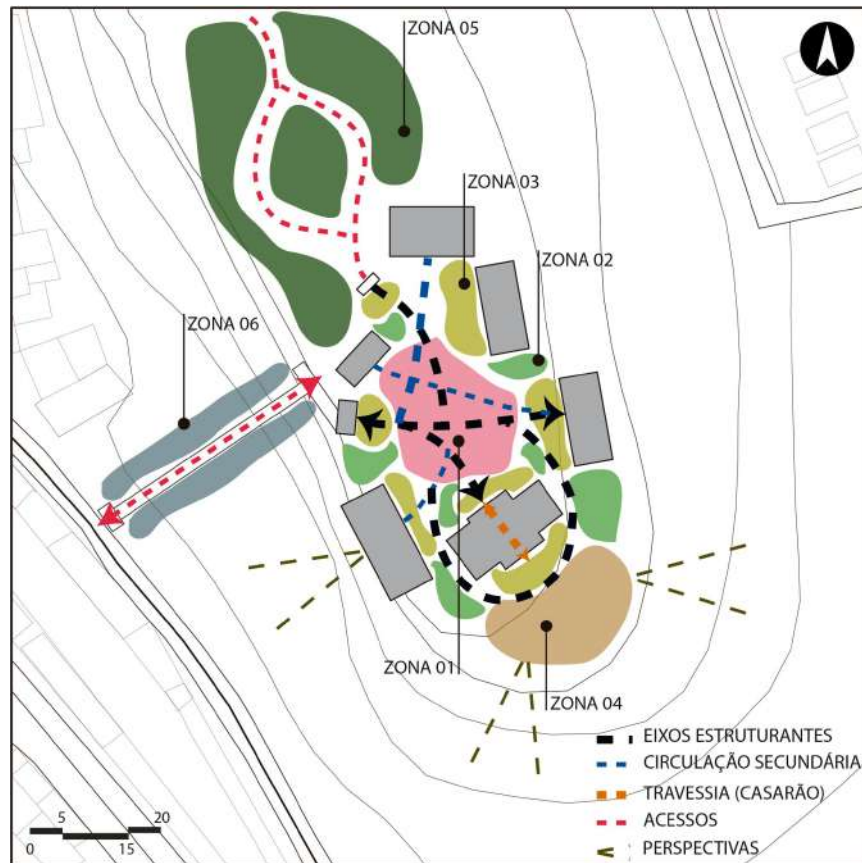 ZONA 05
ZONA 03
ZONA 02
ZONA 06
ZONA 01
ZONA 04
EIXOS ESTRUTURANTES
CIRCULAÇÃO SECUNDÁRIA
TRAVESSIA (CASARÃO)
ACESSOS
PERSPECTIVAS
5 20
0 15